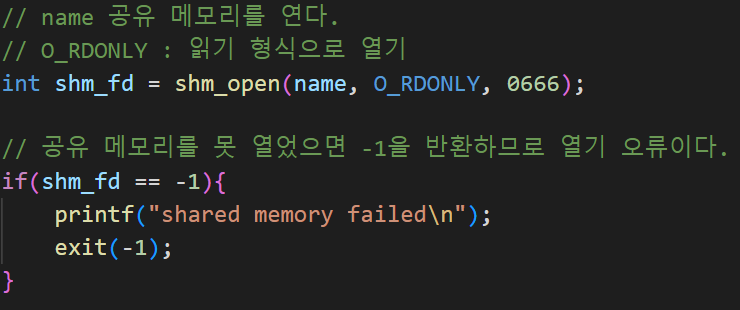 // name 공유 메모리를 연다.
// O_RDONLY : 읽기 형식으로 열기
int shm_fd = shm_open(name, O_RDONLY, 0666);
// 공유 메모리를 못 열었으면 -1을 반환하므로 열기 오류이다.
if(shm_fd == -1){
    printf("shared memory failed\n");
    exit(-1);
}